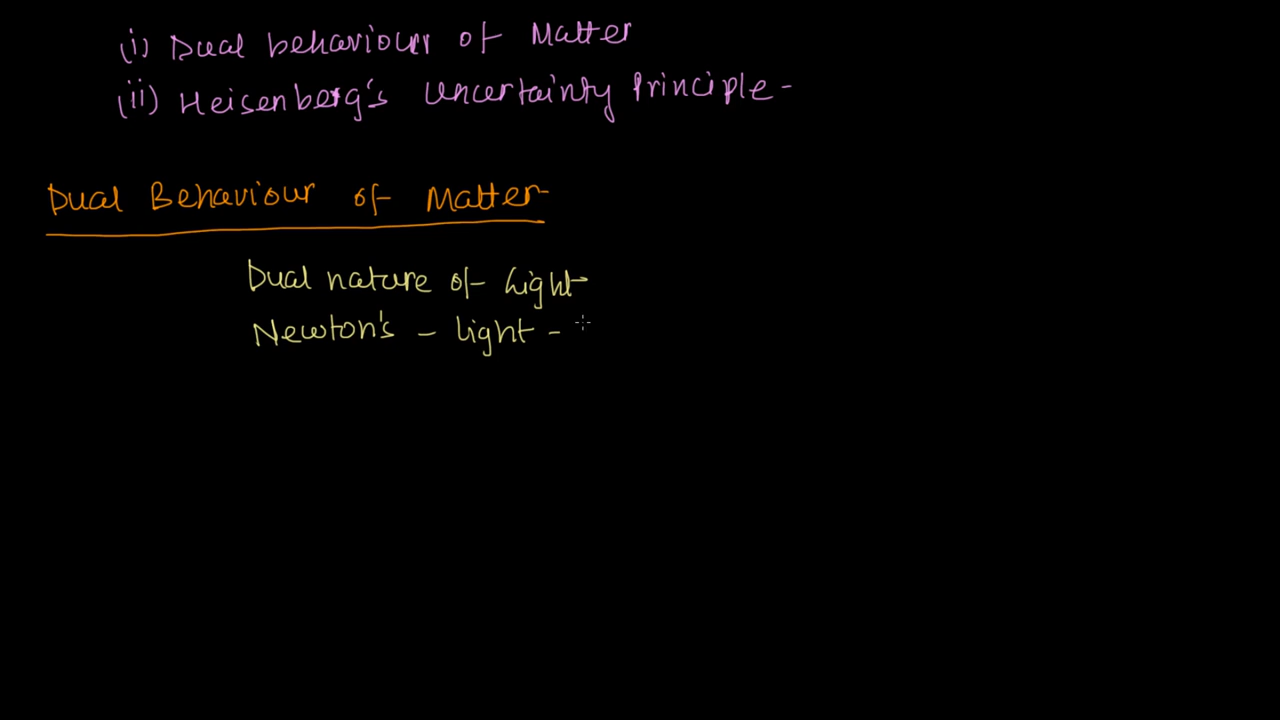 (i) Dual behaviour of Matter
(ii) Heisenberg's Uncertainty Principle -
Dual Behaviour of Matter
Dual nature of Light
Newton's - light -